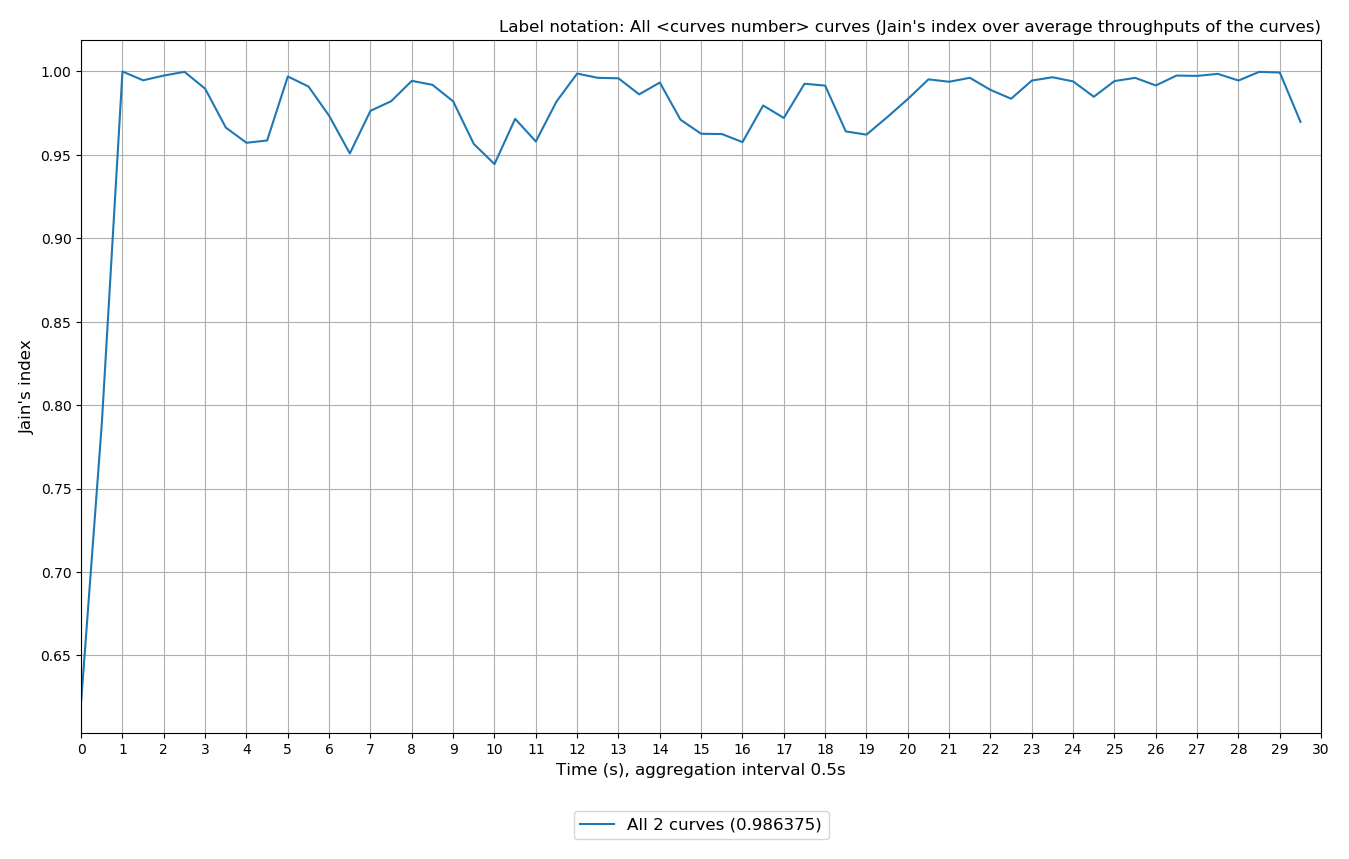 Label notation: All <curves number> curves (Jain's index over average throughputs of the curves)
1.00
0.95
0.90
0.85
0.80
0.75
0.70
0.65
Jain's index
0 1 2 3 4 5 6 7 8 9 10 11 12 13 14 15 16 17 18 19 20 21 22 23 24 25 26 27 28 29 30
Time (s), aggregation interval 0.5s
All 2 curves (0.986375)